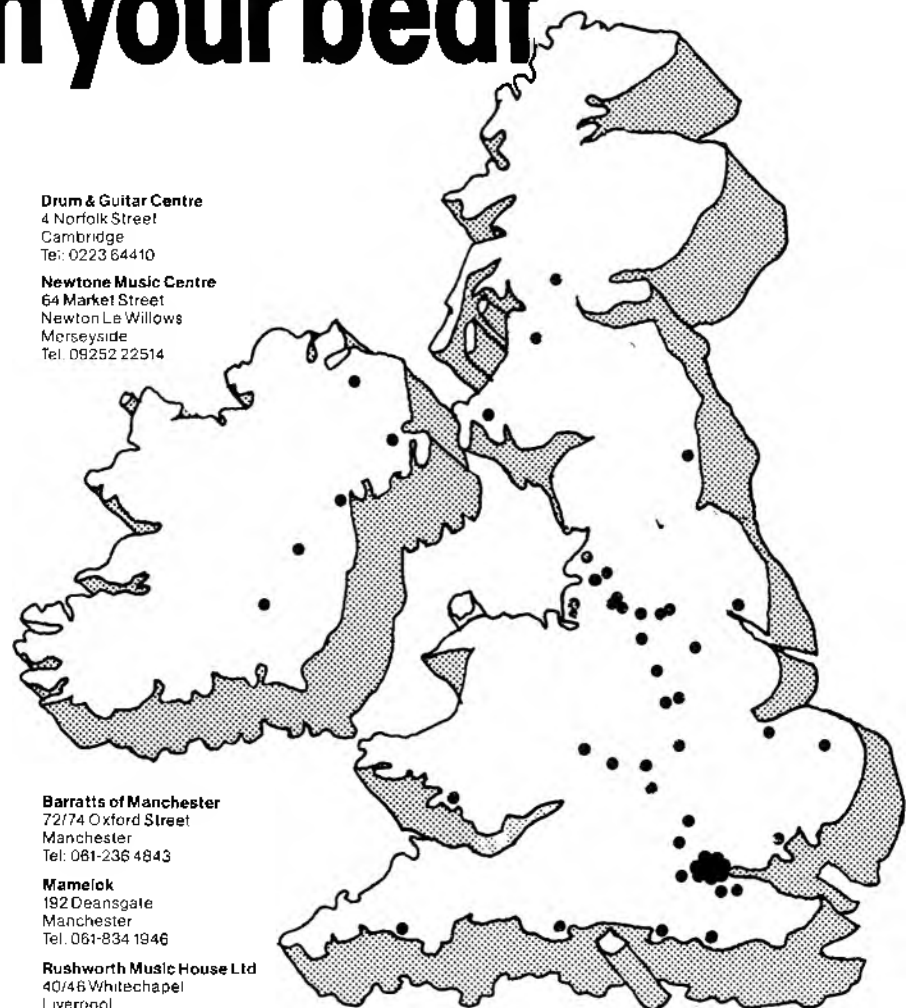 your beat
Drum & Guitar Centre
4 Norfolk Street
Cambridge
Tel: 0223 64410
Newtone Music Centre
64 Market Street
Newton Le Willows
Merseyside
Tel. 09252 22514
Barratts of Manchester
72/74 Oxford Street
Manchester
Tel: 061-236 4843
Mamelok
192 Deansgate
Manchester
Tel. 061-834 1946
Rushworth Music House Ltd
40/46 Whitechapel
Liverpool